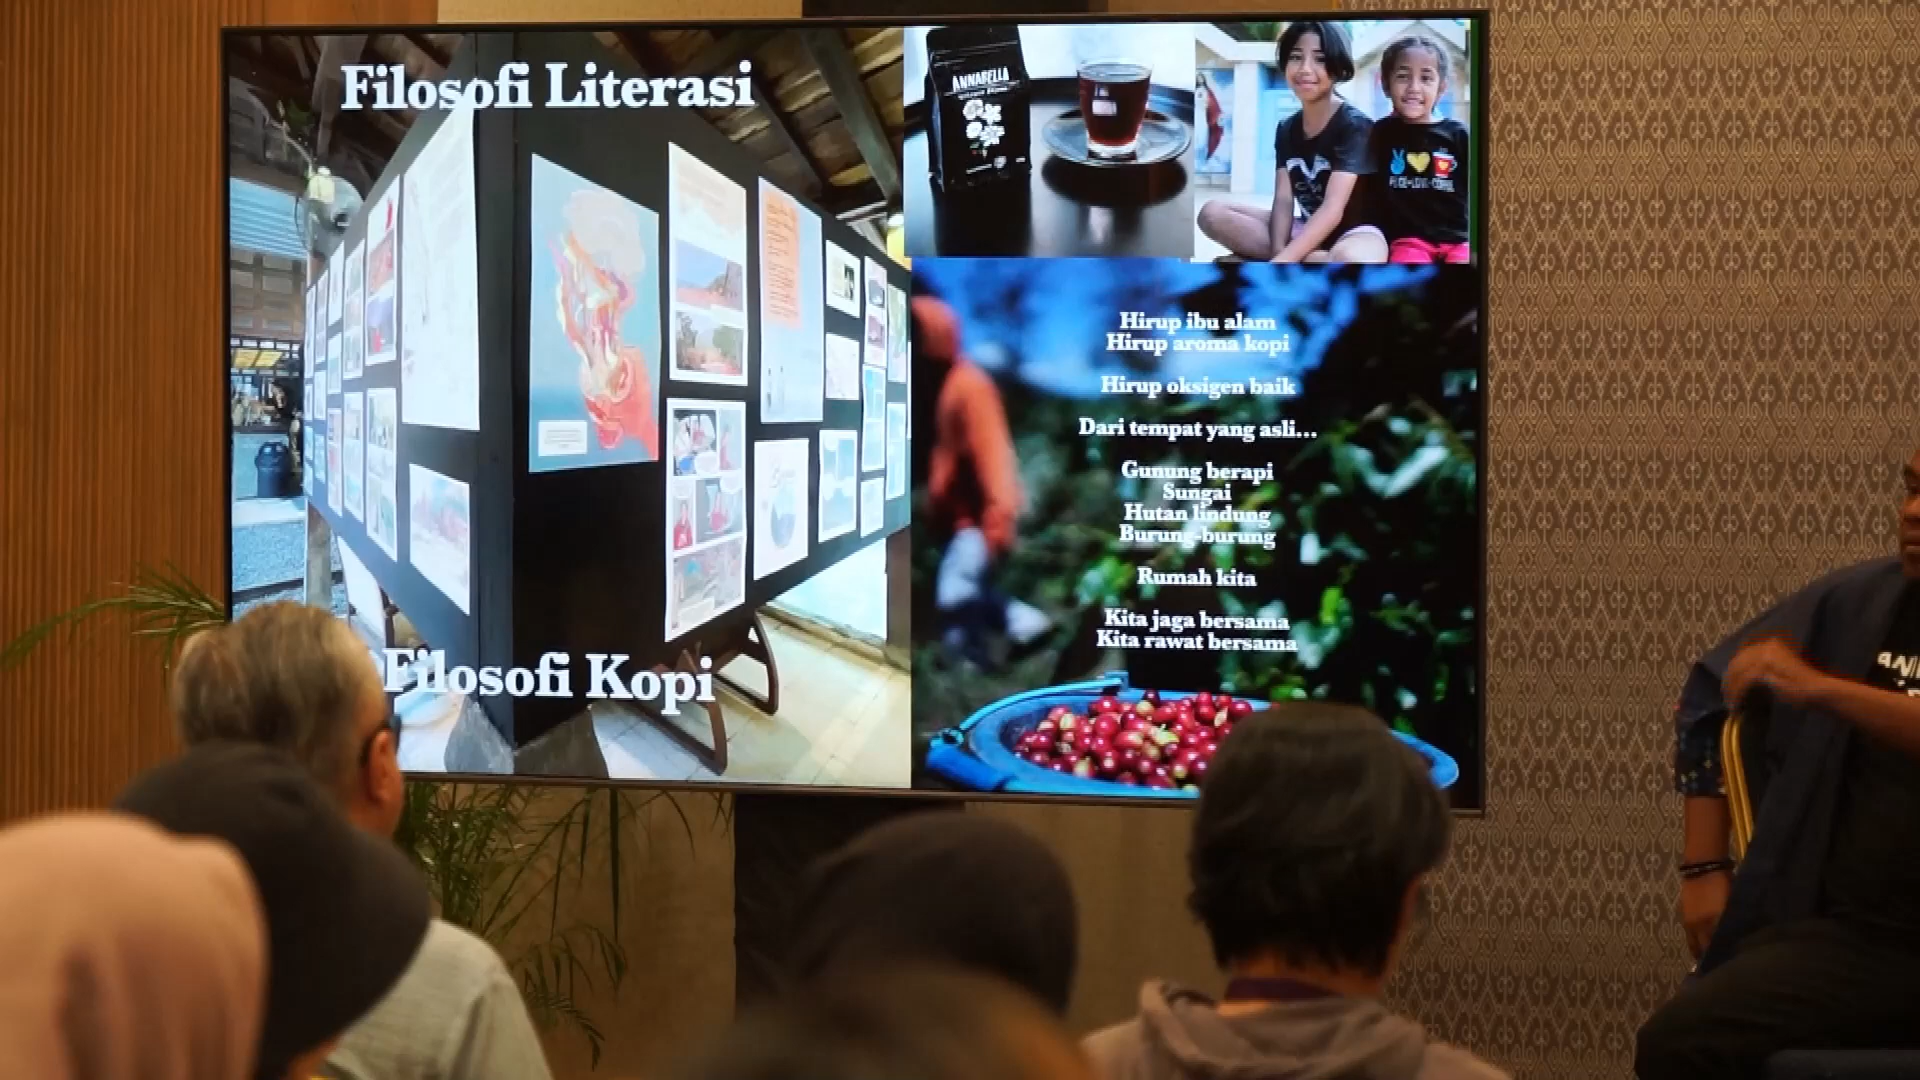 Filosofi Literasi
Filosofi Kopi
ANNABELLA
Hirup ibu alam
Hirup aroma kopi
Hirup oksigen baik
Dari tempat yang asli...
Gunung berapi
Sungai
Hutan lindung
Burung-burung
Rumah kita
Kita jaga bersama
Kita rawat bersama